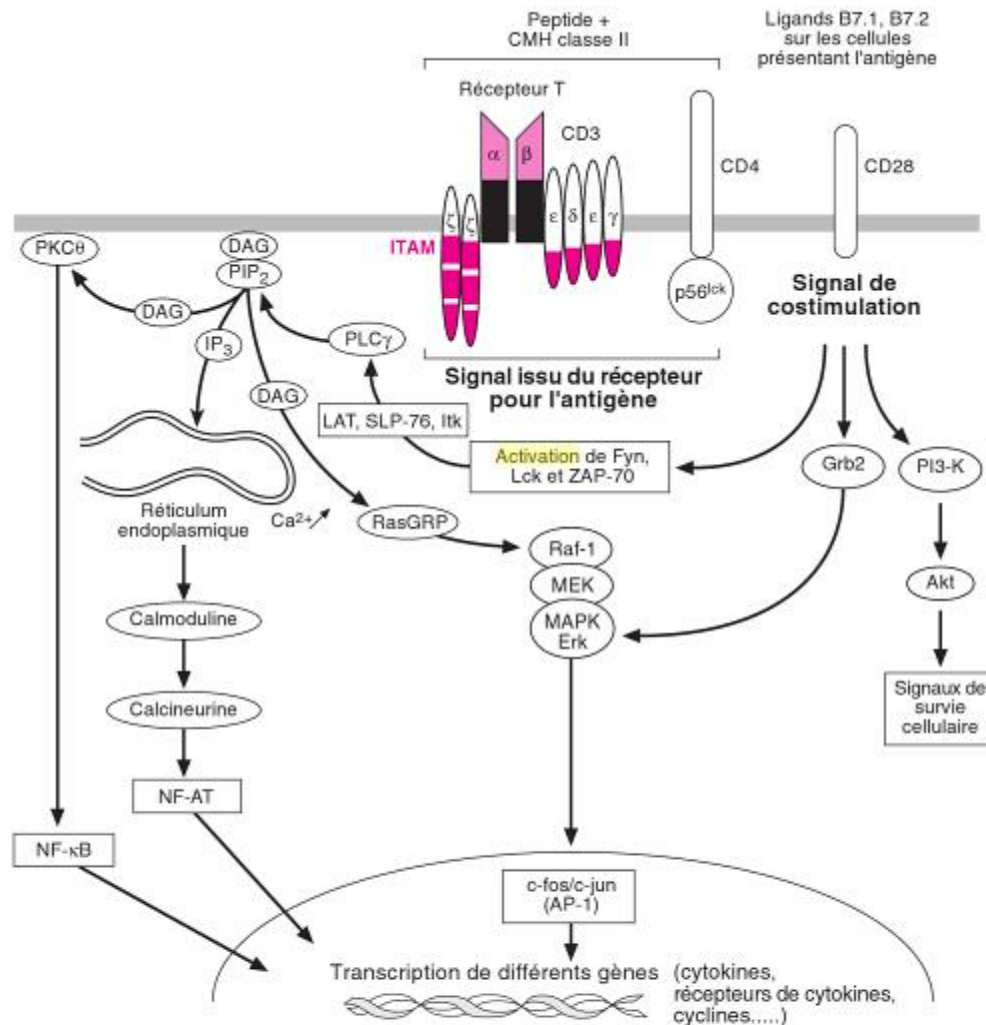 Peptide +
CMH classe II
Ligands B7.1, B7.2
sur les cellules
présentant l'antigène
Récepteur T
α
β
CD3
CD4
CD28
ζ
ζ
ε
δ
ε
γ
ITAM
PKCθ
DAG
PIP2
DAG
IP3
PLCγ
p56lck
Signal de
costimulation
Signal issu du récepteur
pour l'antigène
DAG
LAT, SLP-76, Itk
Activation de Fyn,
Lck et ZAP-70
Grb2
PI3-K
Réticulum
endoplasmique
Ca2+
RasGRP
Raf-1
MEK
MAPK
Erk
Akt
Calmoduline
Calcineurine
Signaux de
survie
cellulaire
NF-AT
NF-κB
c-fos/c-jun
(AP-1)
Transcription de différents gènes
(cytokines,
récepteurs de cytokines,
cyclines.....)